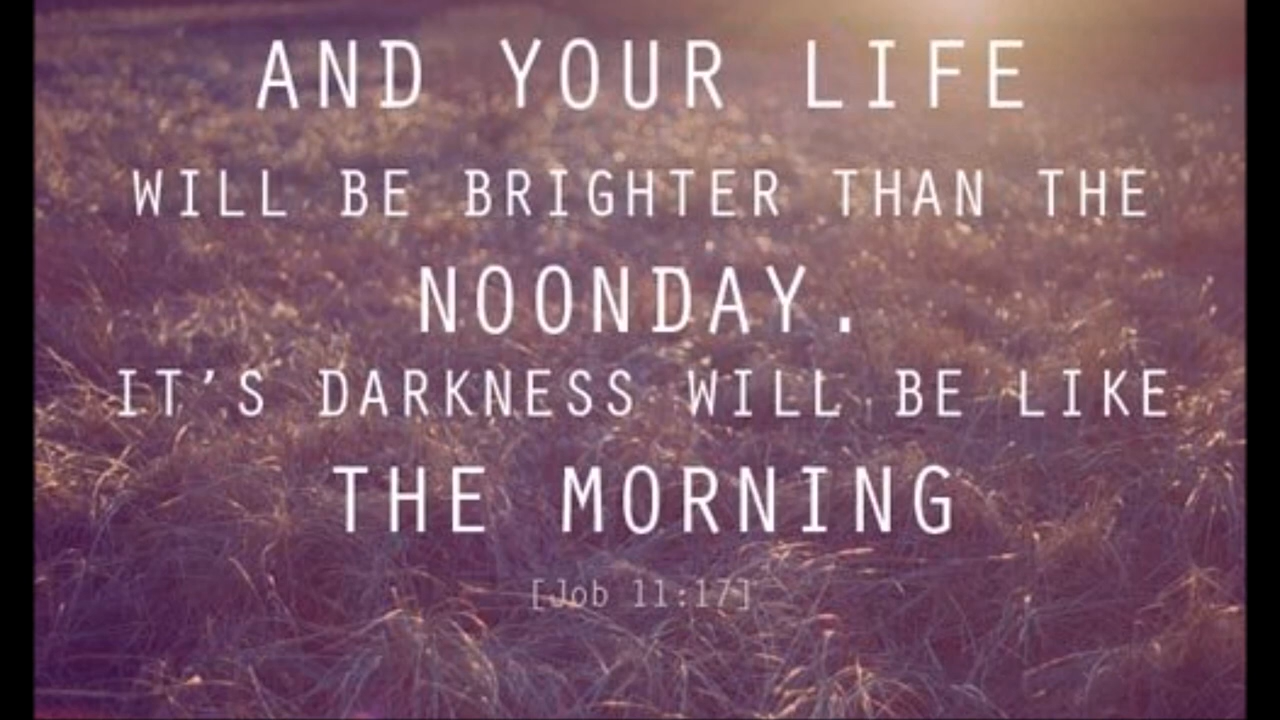 AND YOUR LIFE
WILL BE BRIGHTER THAN THE
NOONDAY.
IT'S DARKNESS WILL BE LIKE
THE MORNING
[Job 11:17]